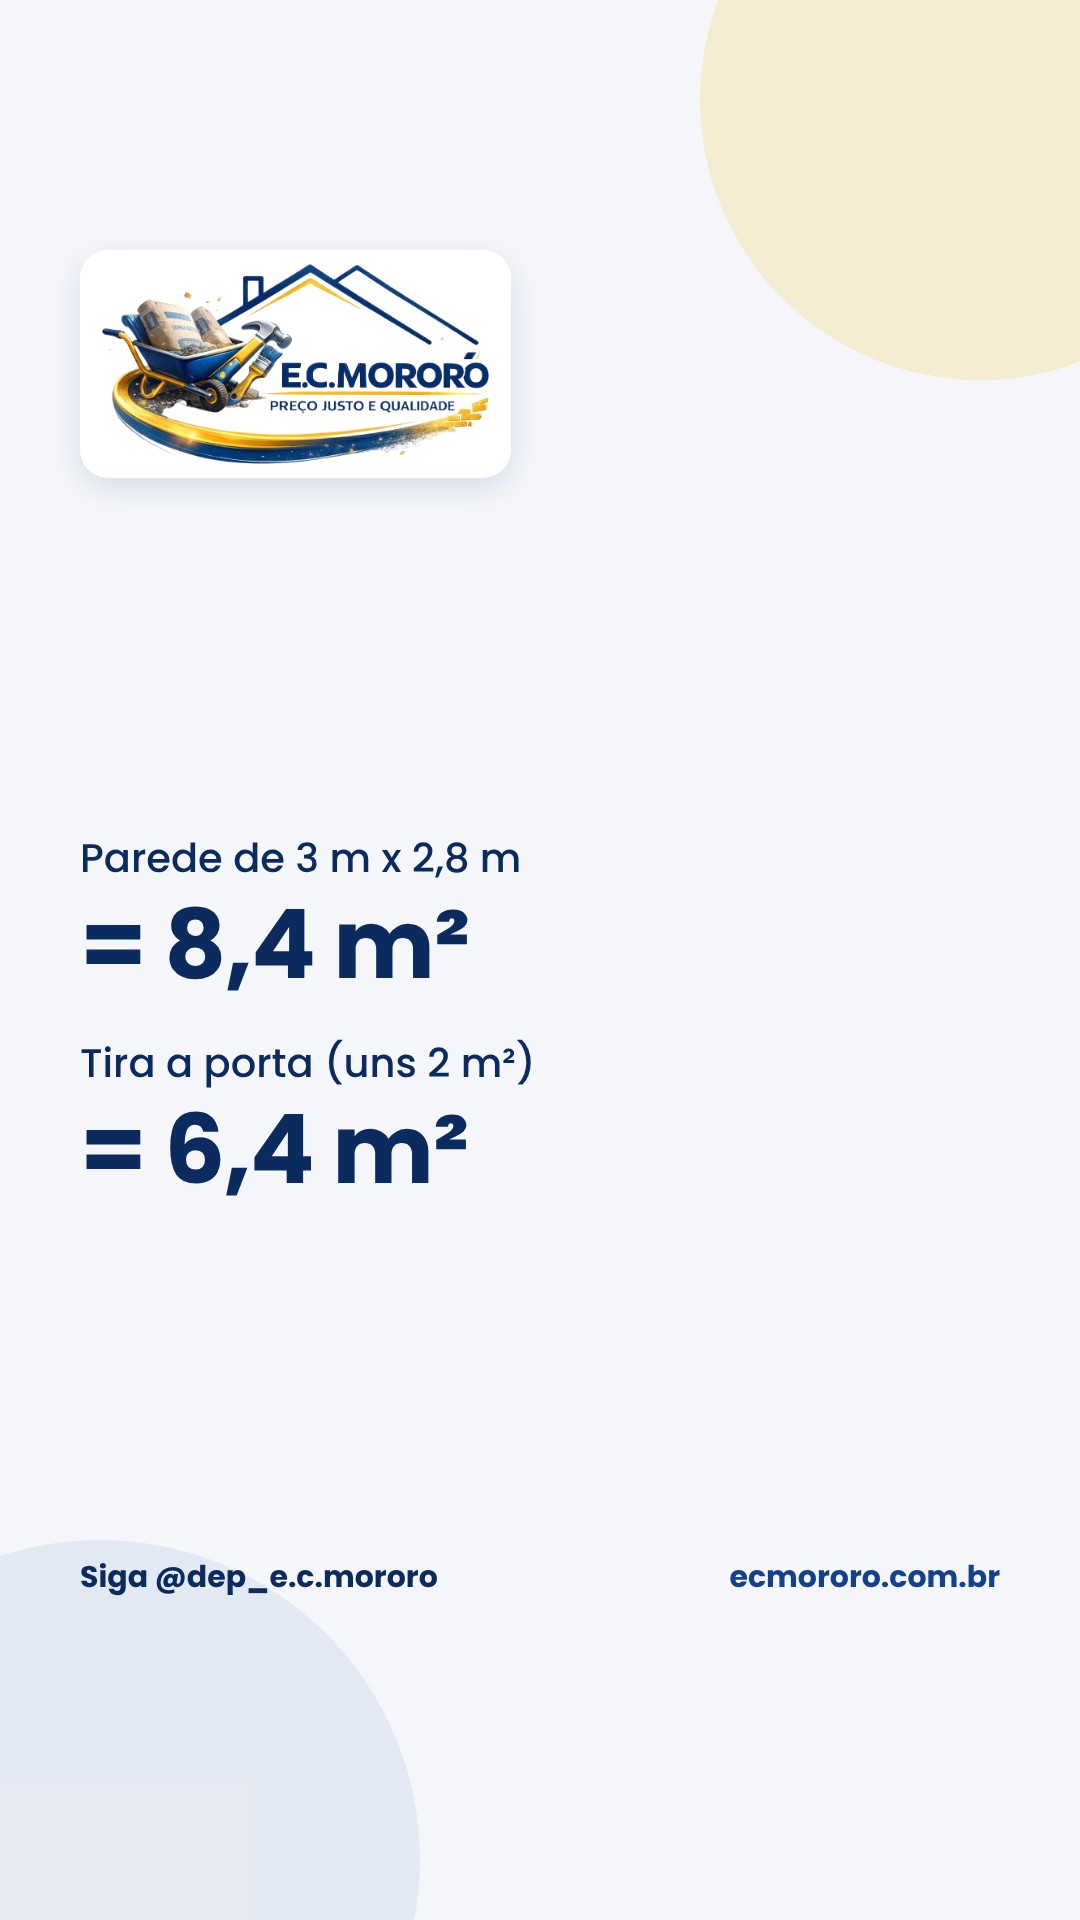 E.C.MORORÓ
PREÇO JUSTO E QUALIDADE
Parede de 3 m x 2,8 m
= 8,4 m²
Tira a porta (uns 2 m²)
= 6,4 m²
Siga @dep_e.c.mororo
ecmororo.com.br